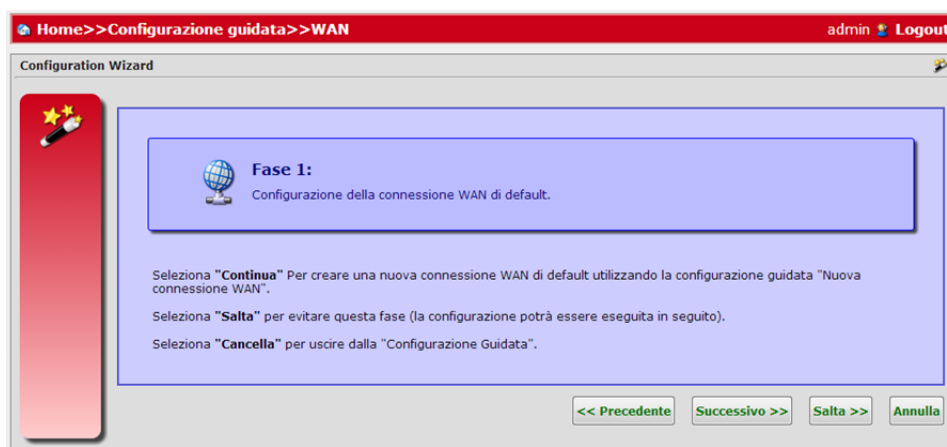 Home>>Configurazione guidata>>WAN
admin Logout
Configuration Wizard
Fase 1:
Configurazione della connessione WAN di default.
Seleziona "Continua" Per creare una nuova connessione WAN di default utilizzando la configurazione guidata "Nuova
connessione WAN".
Seleziona "Salta" per evitare questa fase (la configurazione potrà essere eseguita in seguito).
Seleziona "Cancella" per uscire dalla "Configurazione Guidata".
<< Precedente
Successivo >>
Salta >>
Annulla